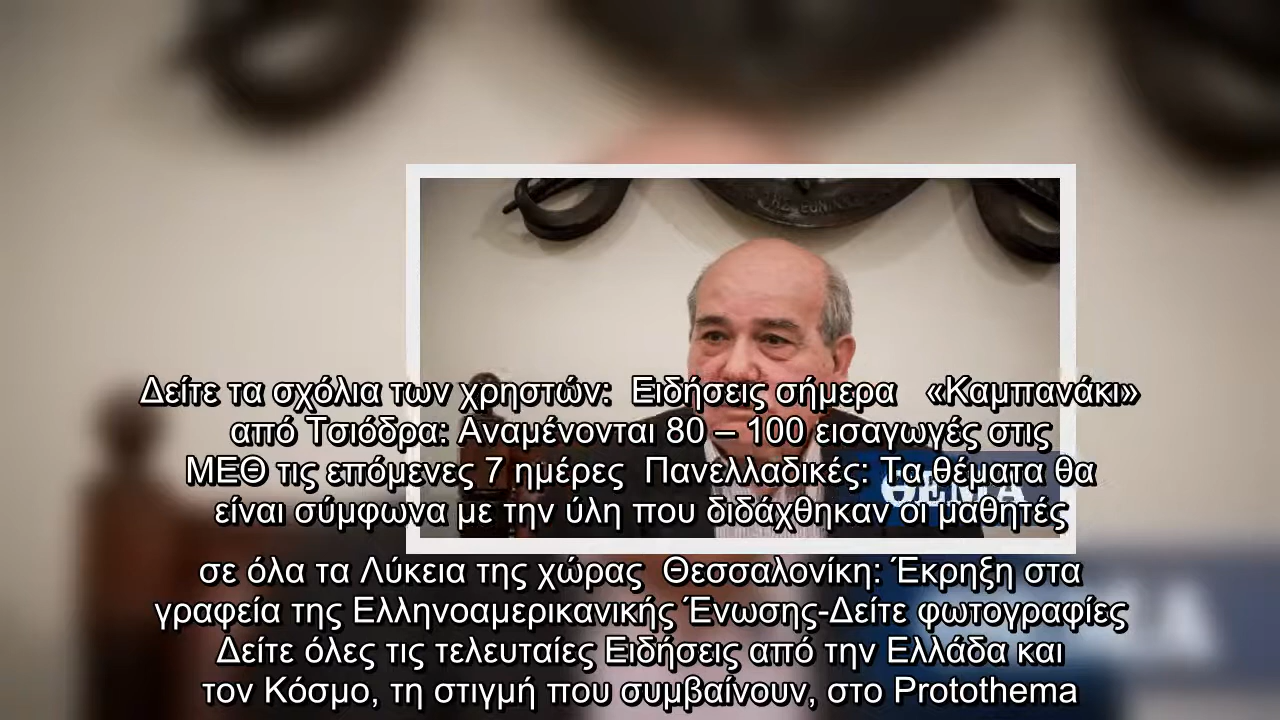 ΗΣ ΕΘΝΙΚ
Δείτε τα σχόλια των χρηστών: Ειδήσεις σήμερα «Καμπανάκι»
από Τσιόδρα: Αναμένονται 80 – 100 εισαγωγές στις
ΜΕΘ τις επόμενες 7 ημέρες Πανελλαδικές: Τα θέματα θα
είναι σύμφωνα με την ύλη που διδάχθηκαν οι μαθητές
ΘΕΜΑ
σε όλα τα Λύκεια της χώρας Θεσσαλονίκη: Έκρηξη στα
γραφεία της Ελληνοαμερικανικής Ένωσης-Δείτε φωτογραφίες
Δείτε όλες τις τελευταίες Ειδήσεις από την Ελλάδα και
τον Κόσμο, τη στιγμή που συμβαίνουν, στο Protothema